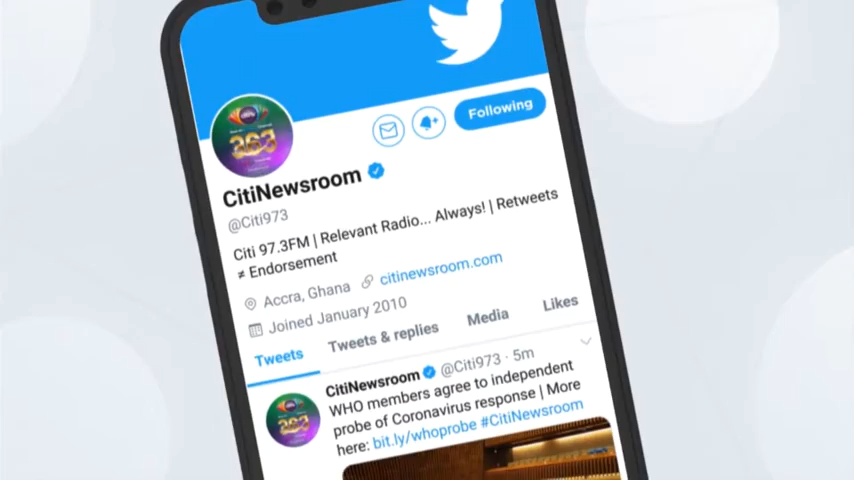 Following
CitiNewsroom
@Citi973
Citi 97.3FM | Relevant Radio... Always! | Retweets
≠ Endorsement
Accra, Ghana citinewsroom.com
Joined January 2010
Tweets Tweets & replies Media Likes
CitiNewsroom @Citi973 · 5m
WHO members agree to independent
probe of Coronavirus response | More
here: bit.ly/whoprobe #CitiNewsroom